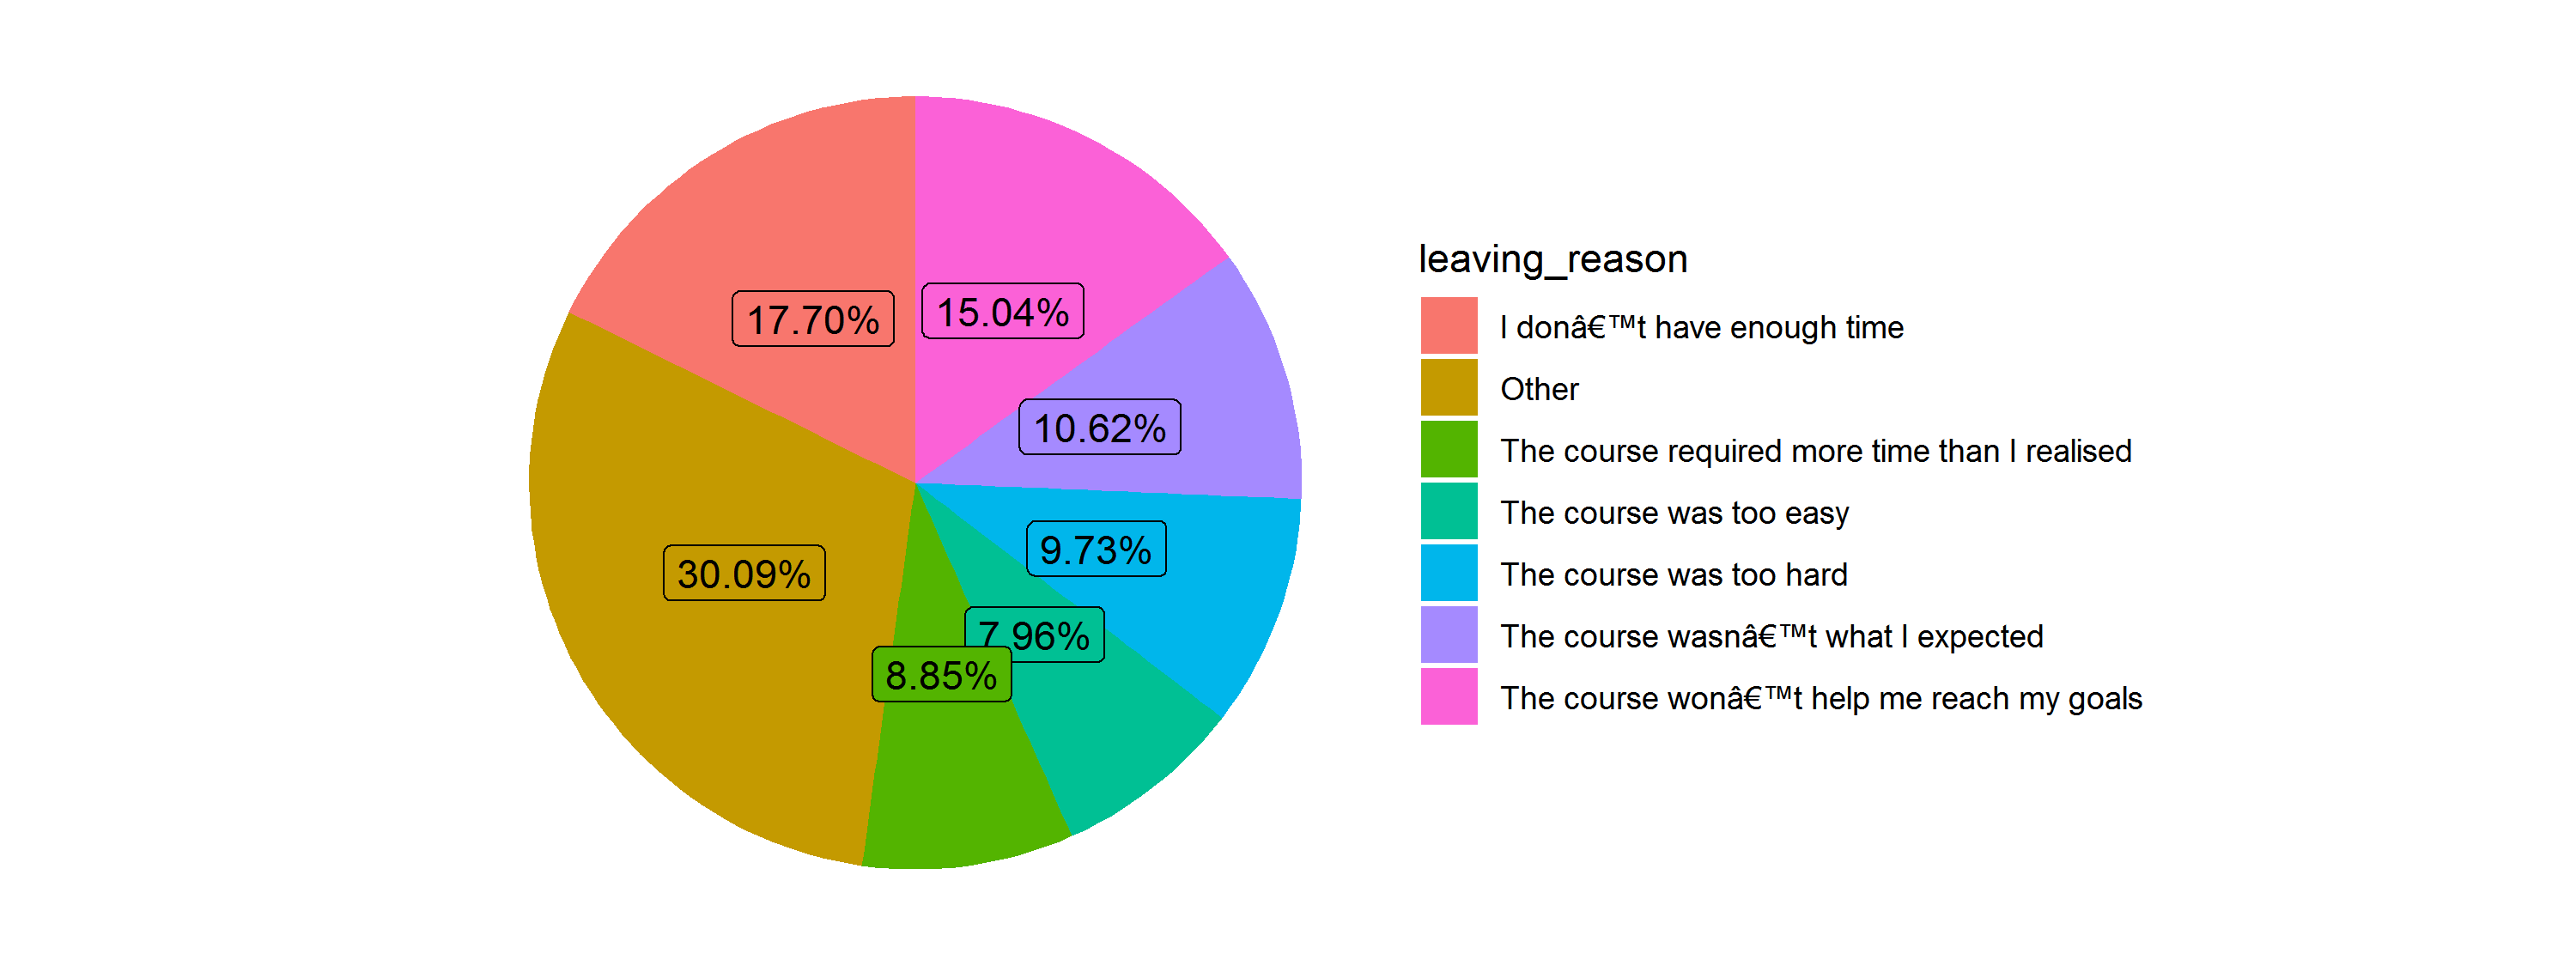 17.70%
15.04%
10.62%
9.73%
30.09%
7.96%
8.85%
leaving_reason
I donâ€™t have enough time
Other
The course required more time than I realised
The course was too easy
The course was too hard
The course wasnâ€™t what I expected
The course wonâ€™t help me reach my goals